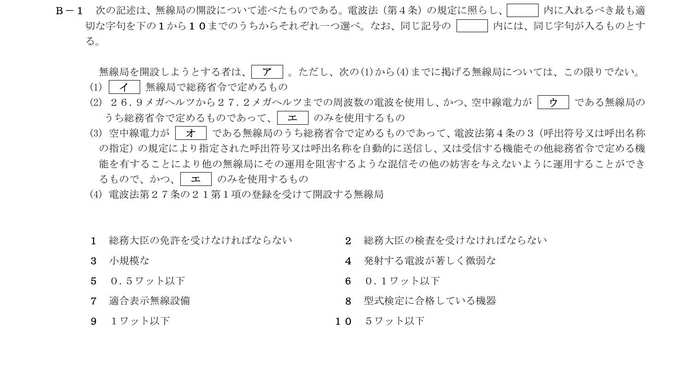 B－1 次の記述は、無線局の開設について述べたものである。電波法（第4条）の規定に照らし、 内に入れるべき最も適
切な字句を下の1から10までのうちからそれぞれ一つ選べ。なお、同じ記号の 内には、同じ字句が入るものとす
る。
無線局を開設しようとする者は、 ア 。ただし、次の(1)から(4)までに掲げる無線局については、この限りでない。
(1) イ 無線局で総務省令で定めるもの
(2) 26.9メガヘルツから27.2メガヘルツまでの周波数の電波を使用し、かつ、空中線電力が ウ である無線局の
うち総務省令で定めるものであって、 エ のみを使用するもの
(3) 空中線電力が オ である無線局のうち総務省令で定めるものであって、電波法第4条の3（呼出符号又は呼出名称
の指定）の規定により指定された呼出符号又は呼出名称を自動的に送信し、又は受信する機能その他総務省令で定める機
能を有することにより他の無線局にその運用を阻害するような混信その他の妨害を与えないように運用することができ
るもので、かつ、 エ のみを使用するもの
(4) 電波法第27条の21第1項の登録を受けて開設する無線局
1 総務大臣の免許を受けなければならない 2 総務大臣の検査を受けなければならない
3 小規模な 4 発射する電波が著しく微弱な
5 0.5ワット以下 6 0.1ワット以下
7 適合表示無線設備 8 型式検定に合格している機器
9 1ワット以下 10 5ワット以下